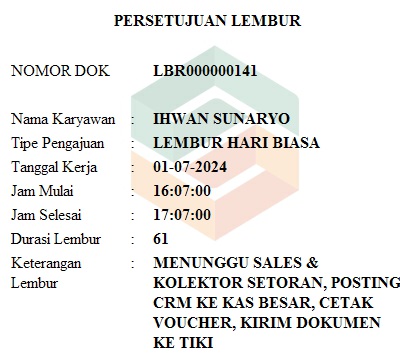 PERSETUJUAN LEMBUR
NOMOR DOK LBR000000141
Nama Karyawan : IHWAN SUNARYO
Tipe Pengajuan : LEMBUR HARI BIASA
Tanggal Kerja : 01-07-2024
Jam Mulai : 16:07:00
Jam Selesai : 17:07:00
Durasi Lembur : 61
Keterangan : MENUNGGU SALES &
Lembur KOLEKTOR SETORAN, POSTING
CRM KE KAS BESAR, CETAK
VOUCHER, KIRIM DOKUMEN
KE TIKI